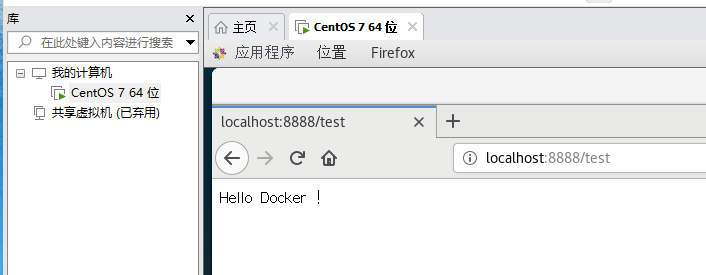 库
在此处键入内容进行搜索
我的计算机
CentOS 7 64 位
共享虚拟机 (已弃用)
主页
CentOS 7 64 位
应用程序 位置 Firefox
localhost:8888/test
localhost:8888/test
Hello Docker !